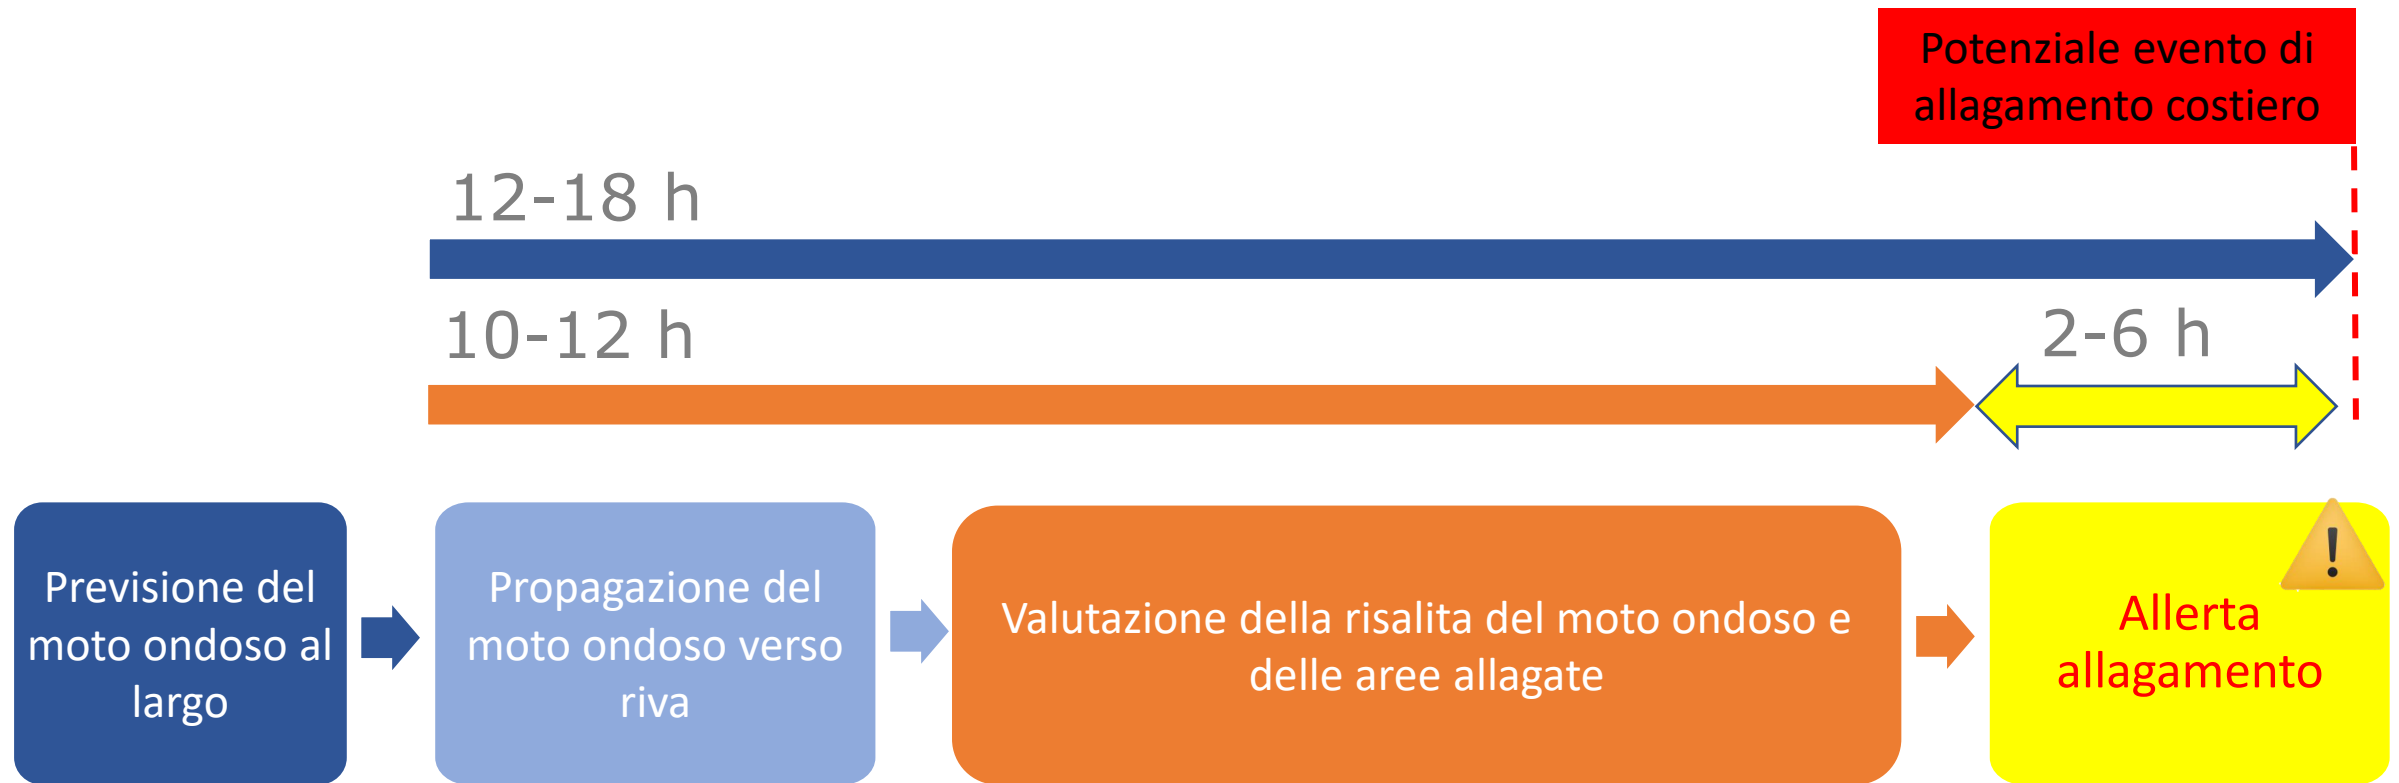 Potenziale evento di
allagamento costiero
12-18 h
10-12 h
2-6 h
Previsione del
moto ondoso al
largo
Propagazione del
moto ondoso verso
riva
Valutazione della risalita del moto ondoso e
delle aree allagate
!
Allerta
allagamento